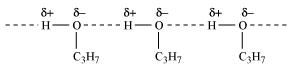 δ+ δ− δ+ δ− δ+ δ−
H — O H — O H — O
C₃H₇ C₃H₇ C₃H₇